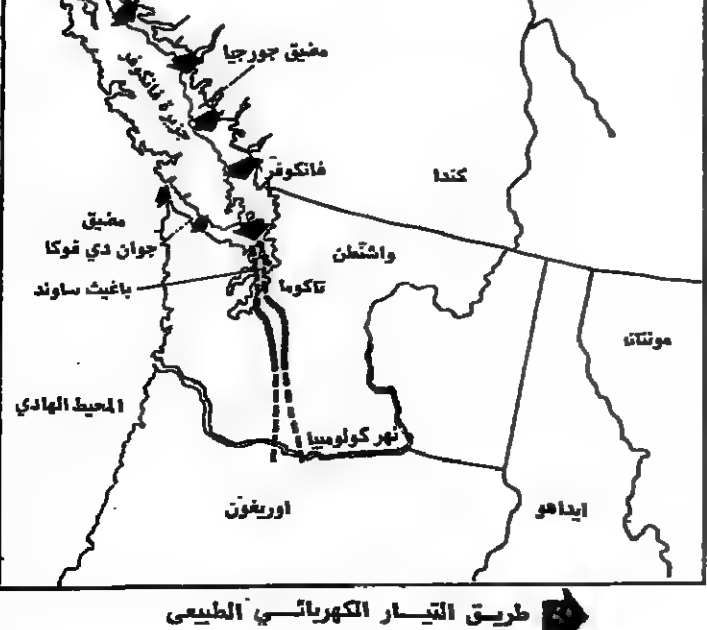 مضيق جورجيا
جزيرة فانكوفر
فانكوفر
كندا
مضيق
جوان دي فوكا
واشنطن
باغيث ساوند
تاكوما
مونتانا
المحيط الهادي
نهر كولومبيا
اوريغون
ايداهو
طريق التيار الكهربائي الطبيعي